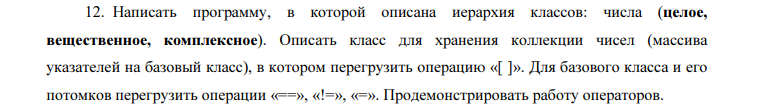 12. Написать программу, в которой описана иерархия классов: числа (целое,
вещественное, комплексное). Описать класс для хранения коллекции чисел (массива
указателей на базовый класс), в котором перегрузить операцию «[ ]». Для базового класса и его
потомков перегрузить операции «==», «!=», «=». Продемонстрировать работу операторов.